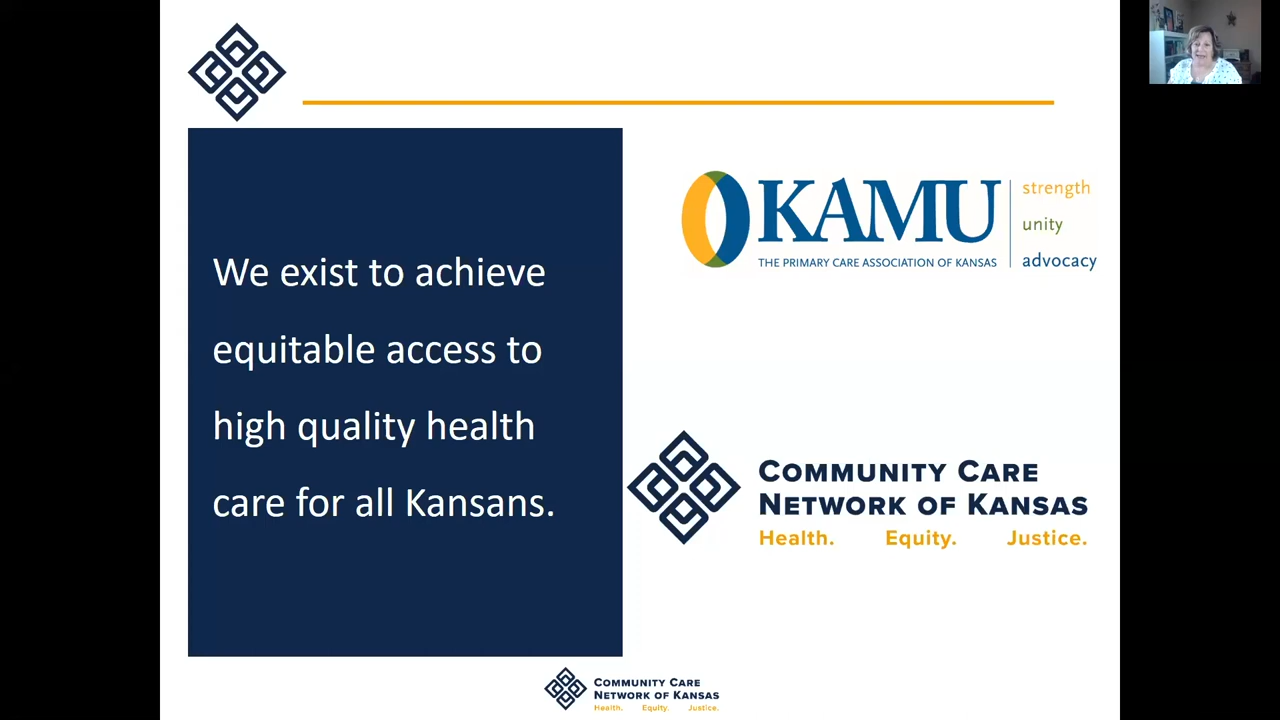 We exist to achieve
equitable access to
high quality health
care for all Kansans.
KAMU
THE PRIMARY CARE ASSOCIATION OF KANSAS
strength
unity
advocacy
COMMUNITY CARE
NETWORK OF KANSAS
Health. Equity. Justice.
COMMUNITY CARE
NETWORK OF KANSAS
Health. Equity. Justice.